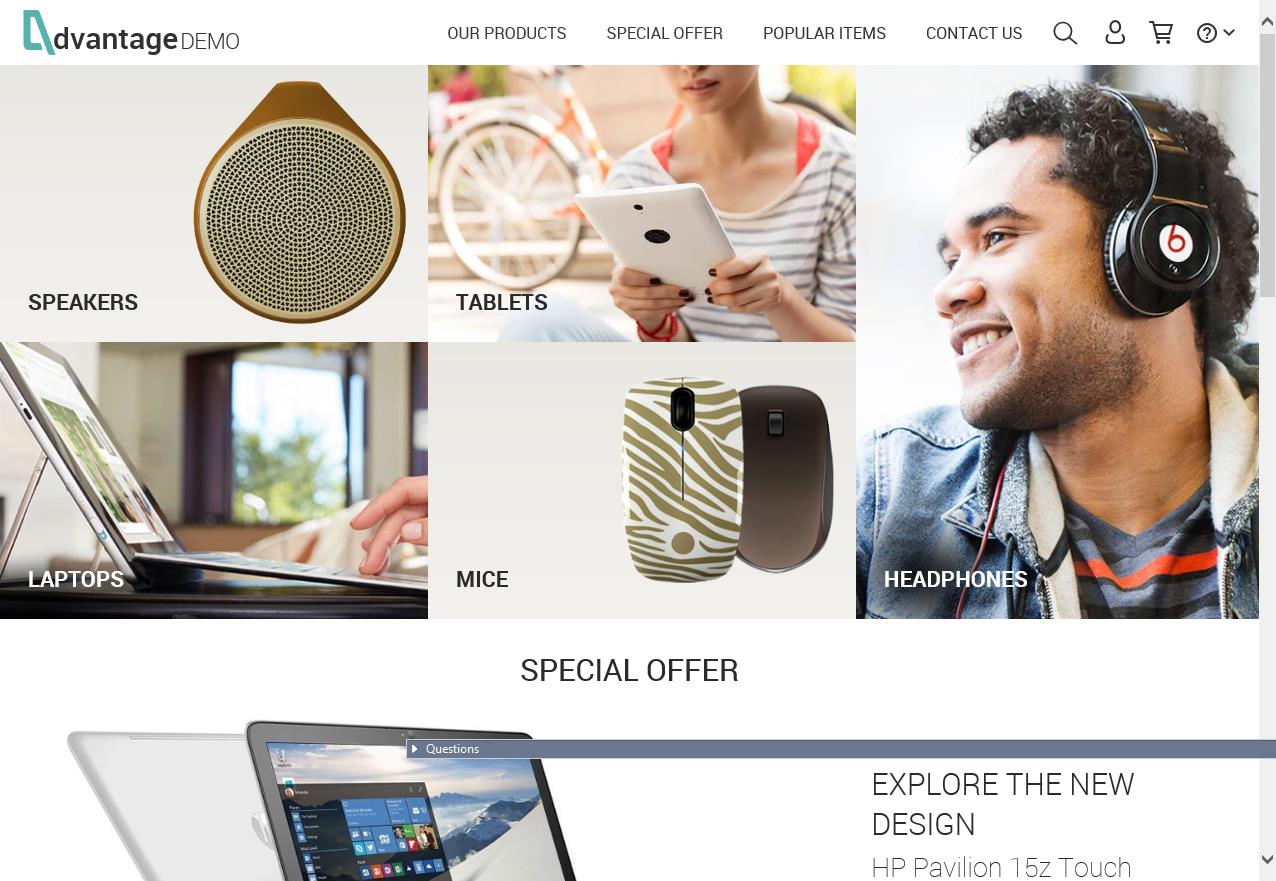 dvantage DEMO
OUR PRODUCTS SPECIAL OFFER POPULAR ITEMS CONTACT US
SPEAKERS
TABLETS
LAPTOPS
MICE
HEADPHONES
SPECIAL OFFER
Questions
EXPLORE THE NEW
DESIGN
HP Pavilion 15z Touch